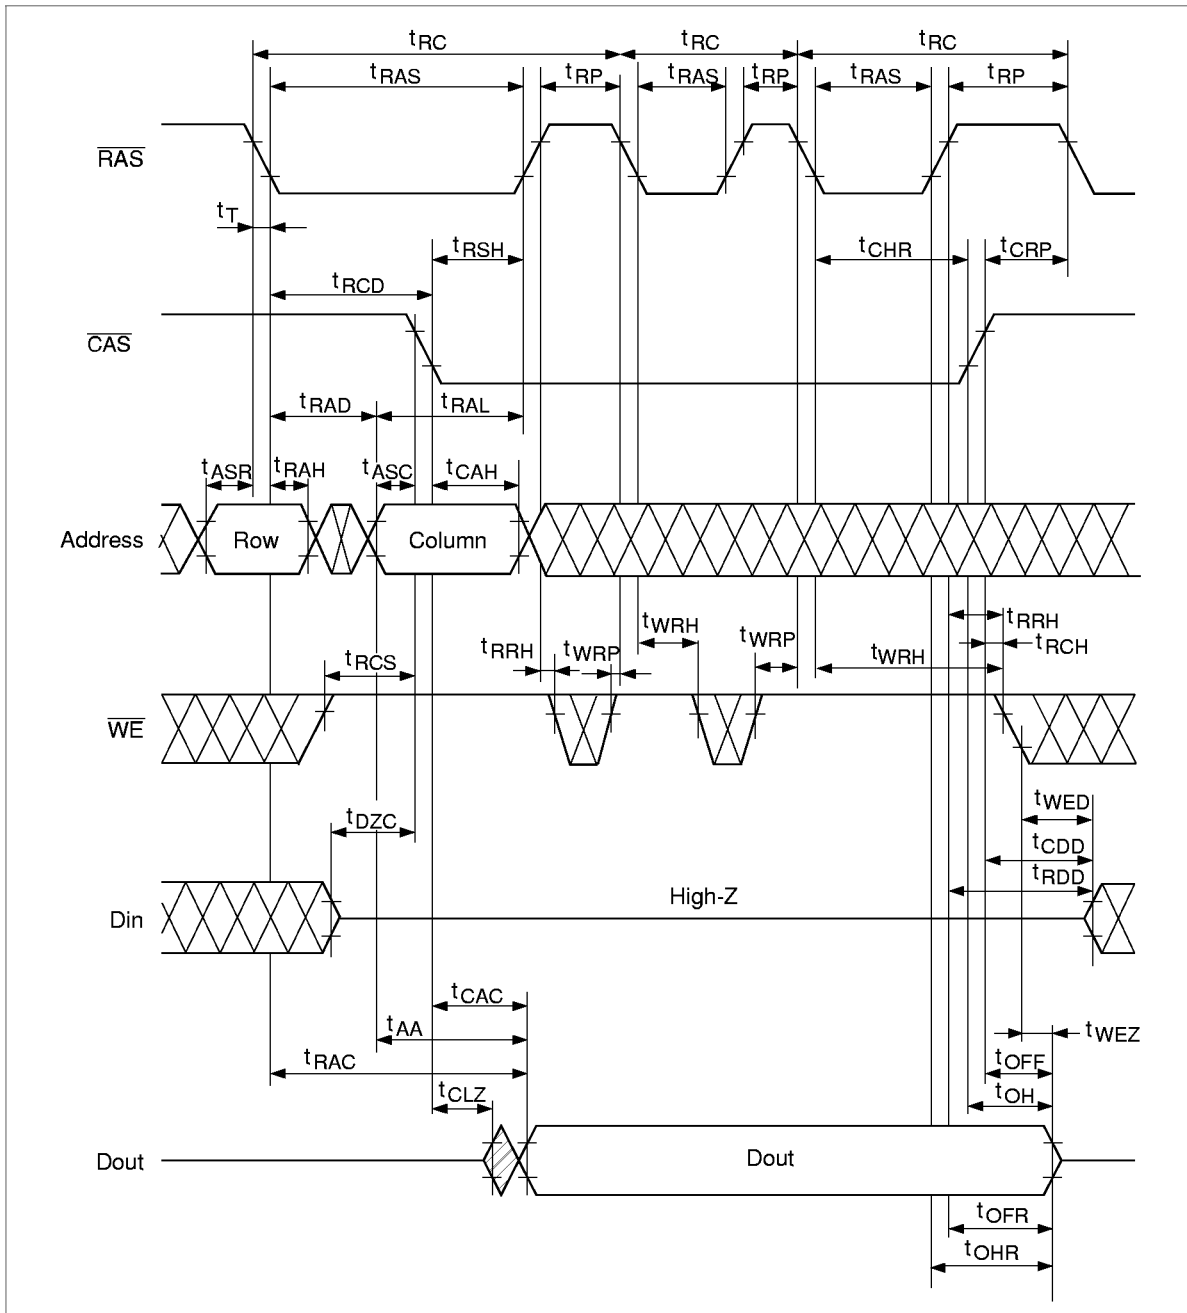 tRC tRC tRC
tRAS tRP tRAS tRP tRAS tRP
RAS
tT
tRSH tCHR tCRP
tRCD
CAS
tRAD tRAL
tASR tRAH tASC tCAH
Address Row Column
tRRH
tWRH tWRP tRCH
tRRH tWRP tWRH
tRCS
WE
tWED
tDZC
tCDD
tRDD
High-Z
Din
tCAC
tAA tWEZ
tRAC tOFF
tCLZ tOH
Dout Dout
tOFR
tOHR